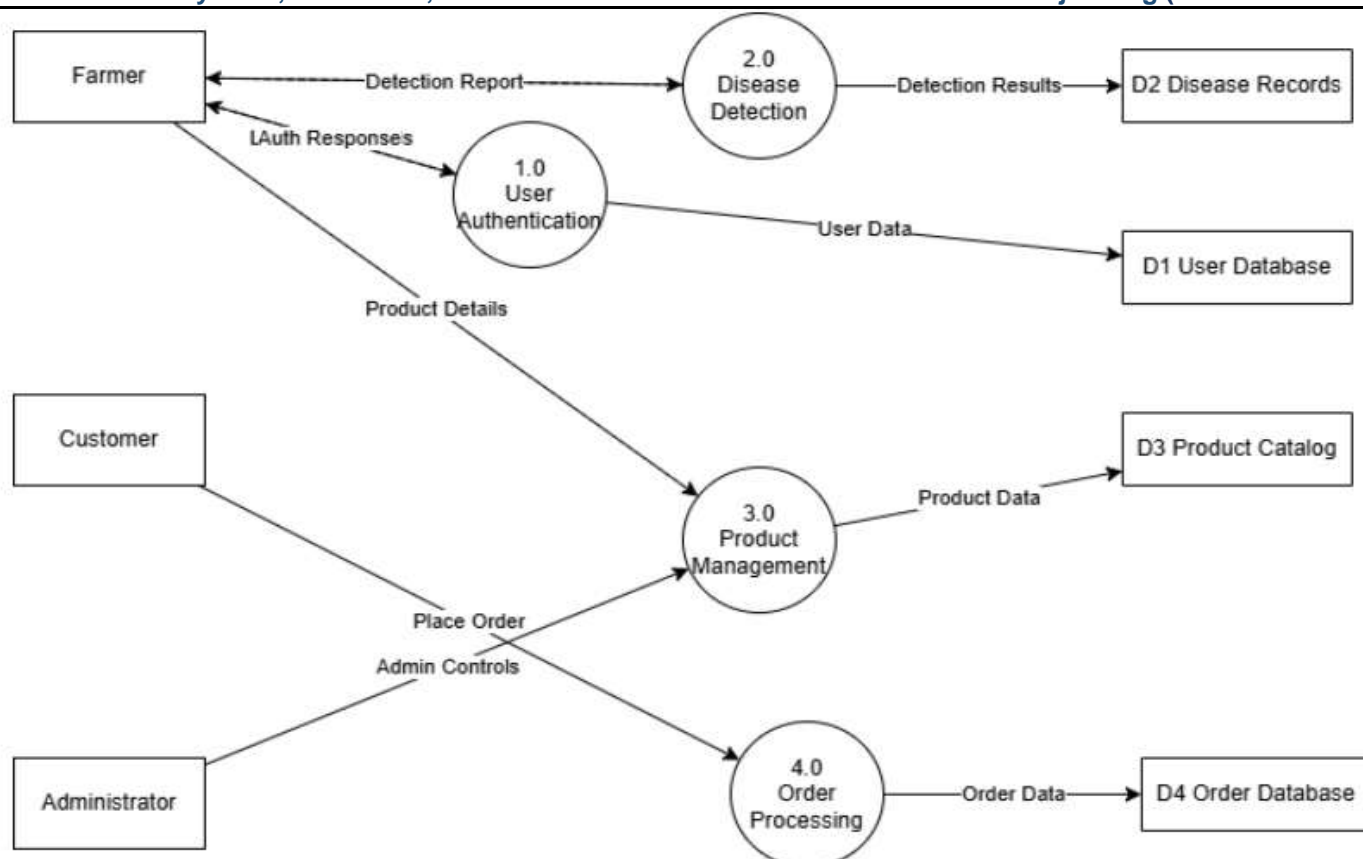 Farmer
Detection Report
2.0
Disease
Detection
Detection Results
D2 Disease Records
Auth Responses
1.0
User
Authentication
User Data
D1 User Database
Product Details
Customer
D3 Product Catalog
3.0
Product
Management
Product Data
Place Order
Admin Controls
Administrator
4.0
Order
Processing
Order Data
D4 Order Database